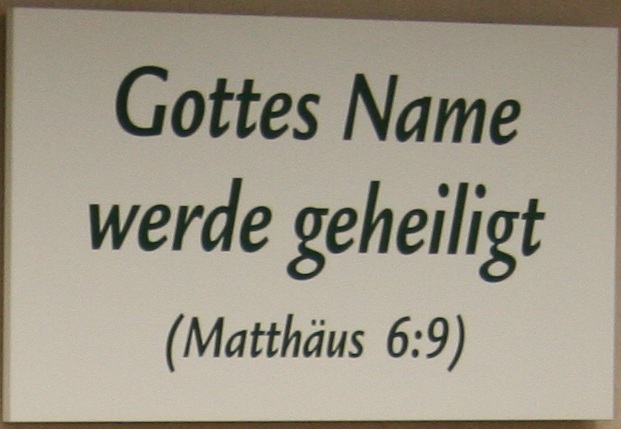 Gottes Name
werde geheiligt
(Matthäus 6:9)